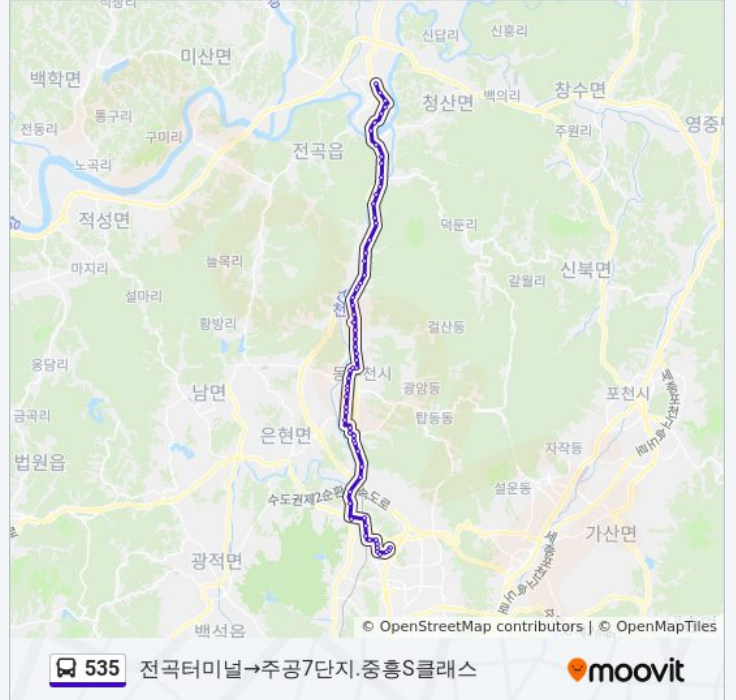 미산면
신답리
신흥리
백학면
통구리
청산면
백의리
창수면
전동리
구미리
주원리
영중
전곡읍
노곡리
적성면
덕둔리
마지리
늘목리
신북면
갈월리
설마리
황방리
걸산동
웅담리
동 천시
남면
광암동
포천시
금곡리
탑동동
은현면
법원읍
자작동
설운동
수도권제2순환 속도로
가산면
광적면
백석읍
© OpenStreetMap contributors | © OpenMapTiles
535 전곡터미널→주공7단지.중흥S클래스
moovit